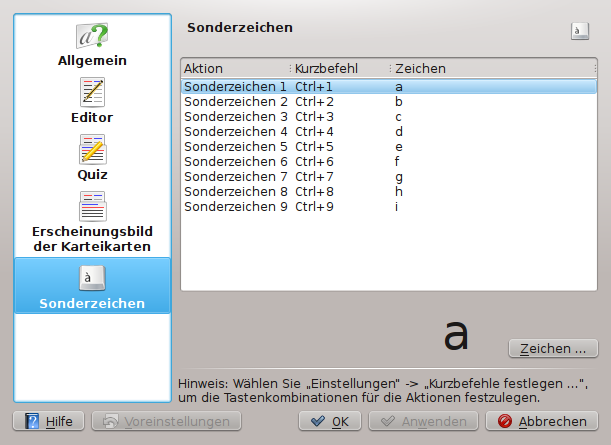 Allgemein
Editor
Quiz
Erscheinungsbild
der Karteikarten
à
Sonderzeichen
Sonderzeichen
à
Aktion Kurzbefehl Zeichen
Sonderzeichen 1 Ctrl+1 a
Sonderzeichen 2 Ctrl+2 b
Sonderzeichen 3 Ctrl+3 c
Sonderzeichen 4 Ctrl+4 d
Sonderzeichen 5 Ctrl+5 e
Sonderzeichen 6 Ctrl+6 f
Sonderzeichen 7 Ctrl+7 g
Sonderzeichen 8 Ctrl+8 h
Sonderzeichen 9 Ctrl+9 i
a
Zeichen ...
Hinweis: Wählen Sie „Einstellungen" -> „Kurzbefehle festlegen ...",
um die Tastenkombinationen für die Aktionen festzulegen.
Hilfe Voreinstellungen OK Anwenden Abbrechen